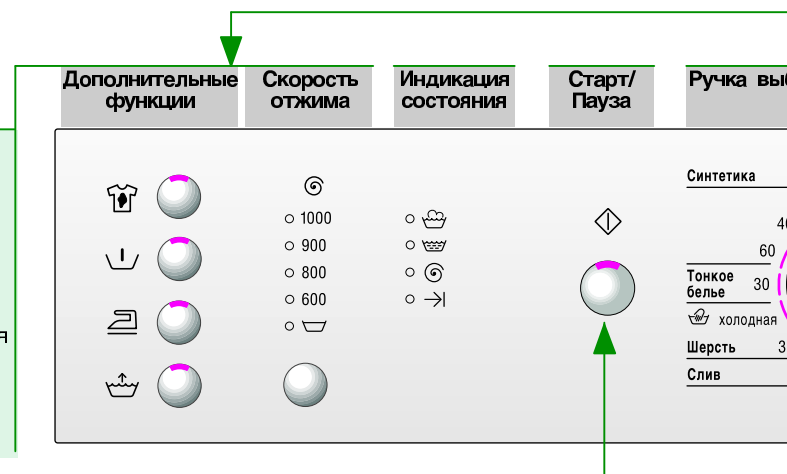 Дополнительные
функции
Скорость
отжима
Индикация
состояния
Старт/
Пауза
Ручка выб
Синтетика
1000
900
800
600
40
60
Тонкое
белье
30
холодная
Шерсть
3
Слив
я